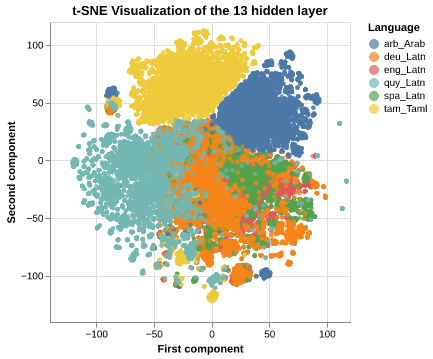 t-SNE Visualization of the 13 hidden layer
Language
arb_Arab
deu_Latn
eng_Latn
quy_Latn
spa_Latn
tam_Taml
100
50
0
−50
−100
Second component
−100
−50
0
50
100
First component